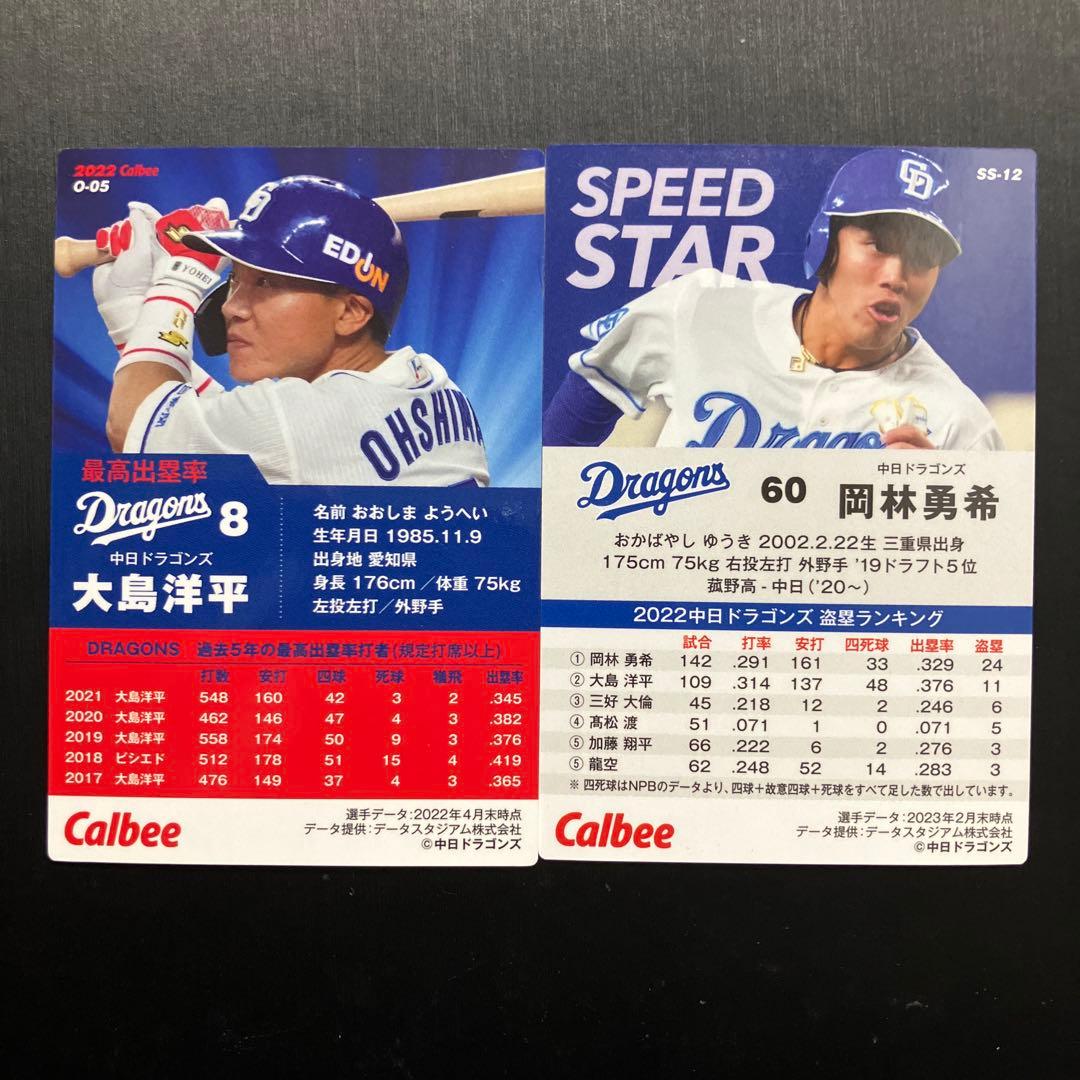 2022 Calbee
O-05
YOHEI
EDION
OHSHIMA
最高出塁率
Dragons 8
中日ドラゴンズ
大島洋平
名前 おおしま ようへい
生年月日 1985.11.9
出身地 愛知県
身長 176cm／体重 75kg
左投左打／外野手
DRAGONS 過去5年の最高出塁率打者(規定打席以上)
打数 安打 四球 死球 犠飛 出塁率
2021 大島洋平 548 160 42 3 2 .345
2020 大島洋平 462 146 47 4 3 .382
2019 大島洋平 558 174 50 9 3 .376
2018 ビシエド 512 178 51 15 4 .419
2017 大島洋平 476 149 37 4 3 .365
Calbee
選手データ：2022年4月末時点
データ提供：データスタジアム株式会社
©中日ドラゴンズ
SS-12
SPEED
STAR
CD
Dragons
Dragons 60
中日ドラゴンズ
岡林勇希
おかばやし ゆうき 2002.2.22生 三重県出身
175cm 75kg 右投左打 外野手 '19ドラフト5位
菰野高 - 中日('20～)
2022中日ドラゴンズ 盗塁ランキング
試合 打率 安打 四死球 出塁率 盗塁
① 岡林 勇希 142 .291 161 33 .329 24
② 大島 洋平 109 .314 137 48 .376 11
③ 三好 大倫 45 .218 12 2 .246 6
④ 髙松 渡 51 .071 1 0 .071 5
⑤ 加藤 翔平 66 .222 6 2 .276 3
⑤ 龍空 62 .248 52 14 .283 3
※ 四死球はNPBのデータより、四球+故意四球+死球をすべて足した数で出しています。
Calbee
選手データ：2023年2月末時点
データ提供：データスタジアム株式会社
©中日ドラゴンズ